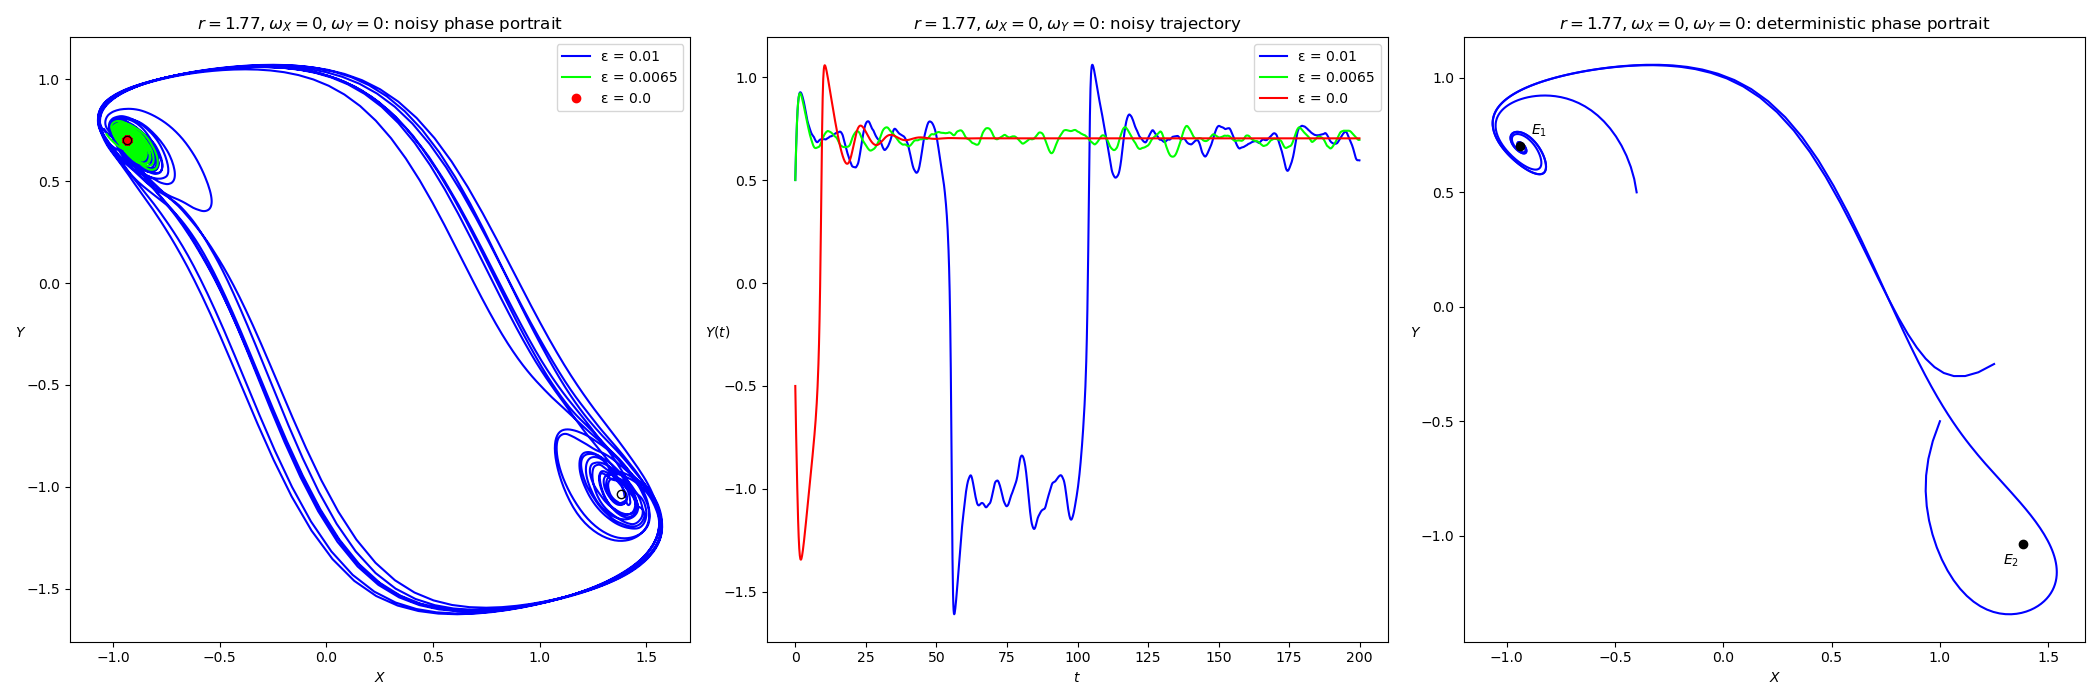 r = 1.77, ω_X = 0, ω_Y = 0: noisy phase portrait
1.0
0.5
0.0
−0.5
−1.0
−1.5
Y
−1.0 −0.5 0.0 0.5 1.0 1.5
X
ε = 0.01
ε = 0.0065
ε = 0.0
r = 1.77, ω_X = 0, ω_Y = 0: noisy trajectory
1.0
0.5
0.0
−0.5
−1.0
−1.5
Y(t)
0 25 50 75 100 125 150 175 200
t
ε = 0.01
ε = 0.0065
ε = 0.0
r = 1.77, ω_X = 0, ω_Y = 0: deterministic phase portrait
1.0
0.5
0.0
−0.5
−1.0
Y
−1.0 −0.5 0.0 0.5 1.0 1.5
X
E_1
E_2